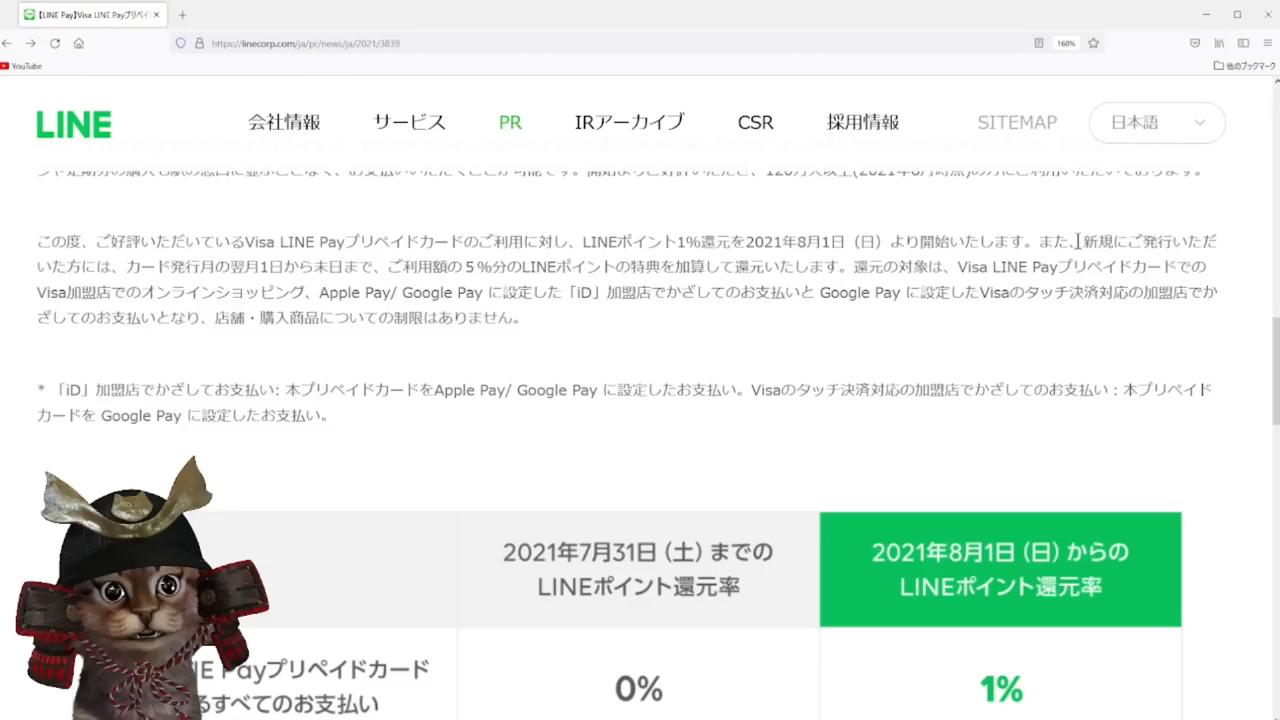 【LINE Pay】Visa LINE Payプリペイド
https://linecorp.com/ja/pr/news/ja/2021/3839
160%
YouTube
他のブックマーク
LINE
会社情報
サービス
PR
IRアーカイブ
CSR
採用情報
SITEMAP
日本語
この度、ご好評いただいているVisa LINE Payプリペイドカードのご利用に対し、LINEポイント1%還元を2021年8月1日（日）より開始いたします。また、新規にご発行いただ
いた方には、カード発行月の翌月1日から末日まで、ご利用額の５%分のLINEポイントの特典を加算して還元いたします。還元の対象は、Visa LINE Payプリペイドカードでの
Visa加盟店でのオンラインショッピング、Apple Pay/ Google Pay に設定した「iD」加盟店でかざしてのお支払いと Google Pay に設定したVisaのタッチ決済対応の加盟店でか
ざしてのお支払いとなり、店舗・購入商品についての制限はありません。
* 「iD」加盟店でかざしてお支払い: 本プリペイドカードをApple Pay/ Google Pay に設定したお支払い。Visaのタッチ決済対応の加盟店でかざしてのお支払い：本プリペイド
カードを Google Pay に設定したお支払い。
2021年7月31日（土）までの
LINEポイント還元率
2021年8月1日（日）からの
LINEポイント還元率
NE Payプリペイドカード
るすべてのお支払い
0%
1%